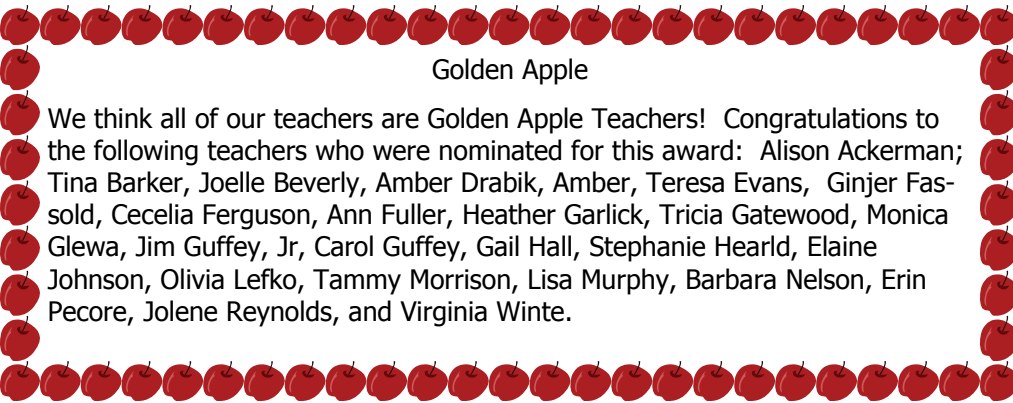 Golden Apple
We think all of our teachers are Golden Apple Teachers!  Congratulations to
the following teachers who were nominated for this award:  Alison Ackerman;
Tina Barker, Joelle Beverly, Amber Drabik, Amber, Teresa Evans,  Ginjer Fas-
sold, Cecelia Ferguson, Ann Fuller, Heather Garlick, Tricia Gatewood, Monica
Glewa, Jim Guffey, Jr, Carol Guffey, Gail Hall, Stephanie Hearld, Elaine
Johnson, Olivia Lefko, Tammy Morrison, Lisa Murphy, Barbara Nelson, Erin
Pecore, Jolene Reynolds, and Virginia Winte.